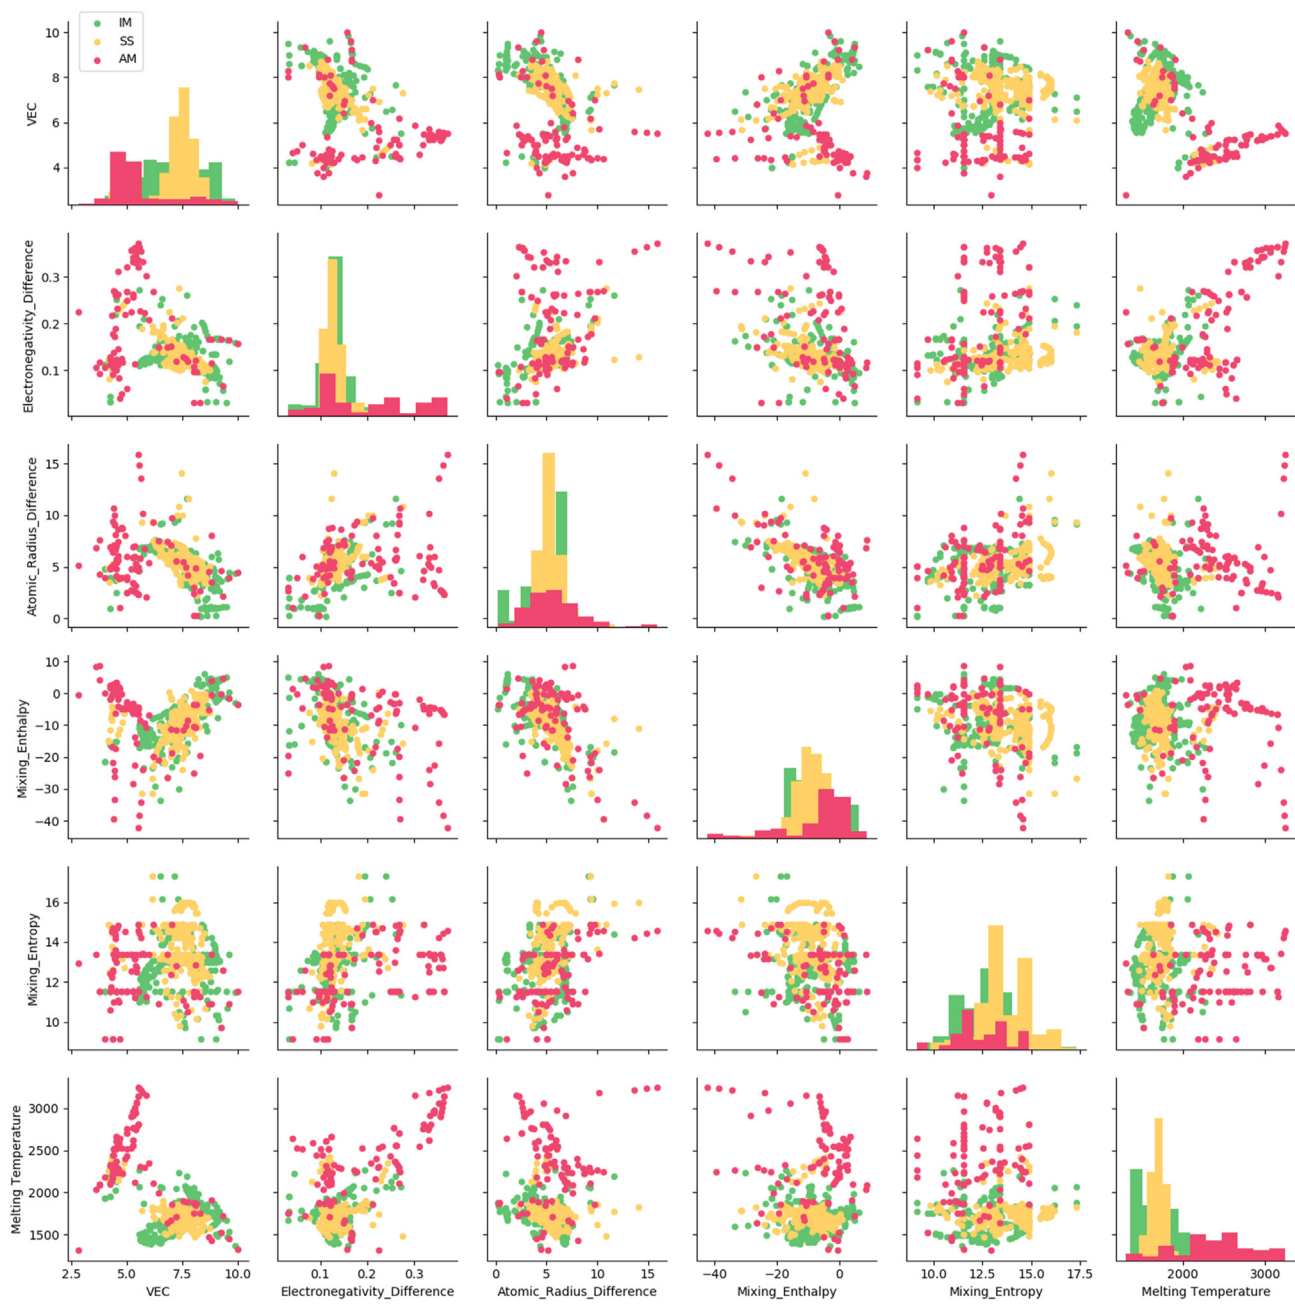 IM
SS
AM
10
8
6
4
VEC
0.3
0.2
0.1
Electronegativity_Difference
15
10
5
0
Atomic_Radius_Difference
10
0
−10
−20
−30
−40
Mixing_Enthalpy
16
14
12
10
Mixing_Entropy
3000
2500
2000
1500
Melting Temperature
2.5 5.0 7.5 10.0
VEC
0.1 0.2 0.3
Electronegativity_Difference
0 5 10 15
Atomic_Radius_Difference
−40 −20 0
Mixing_Enthalpy
10.0 12.5 15.0 17.5
Mixing_Entropy
2000 3000
Melting Temperature